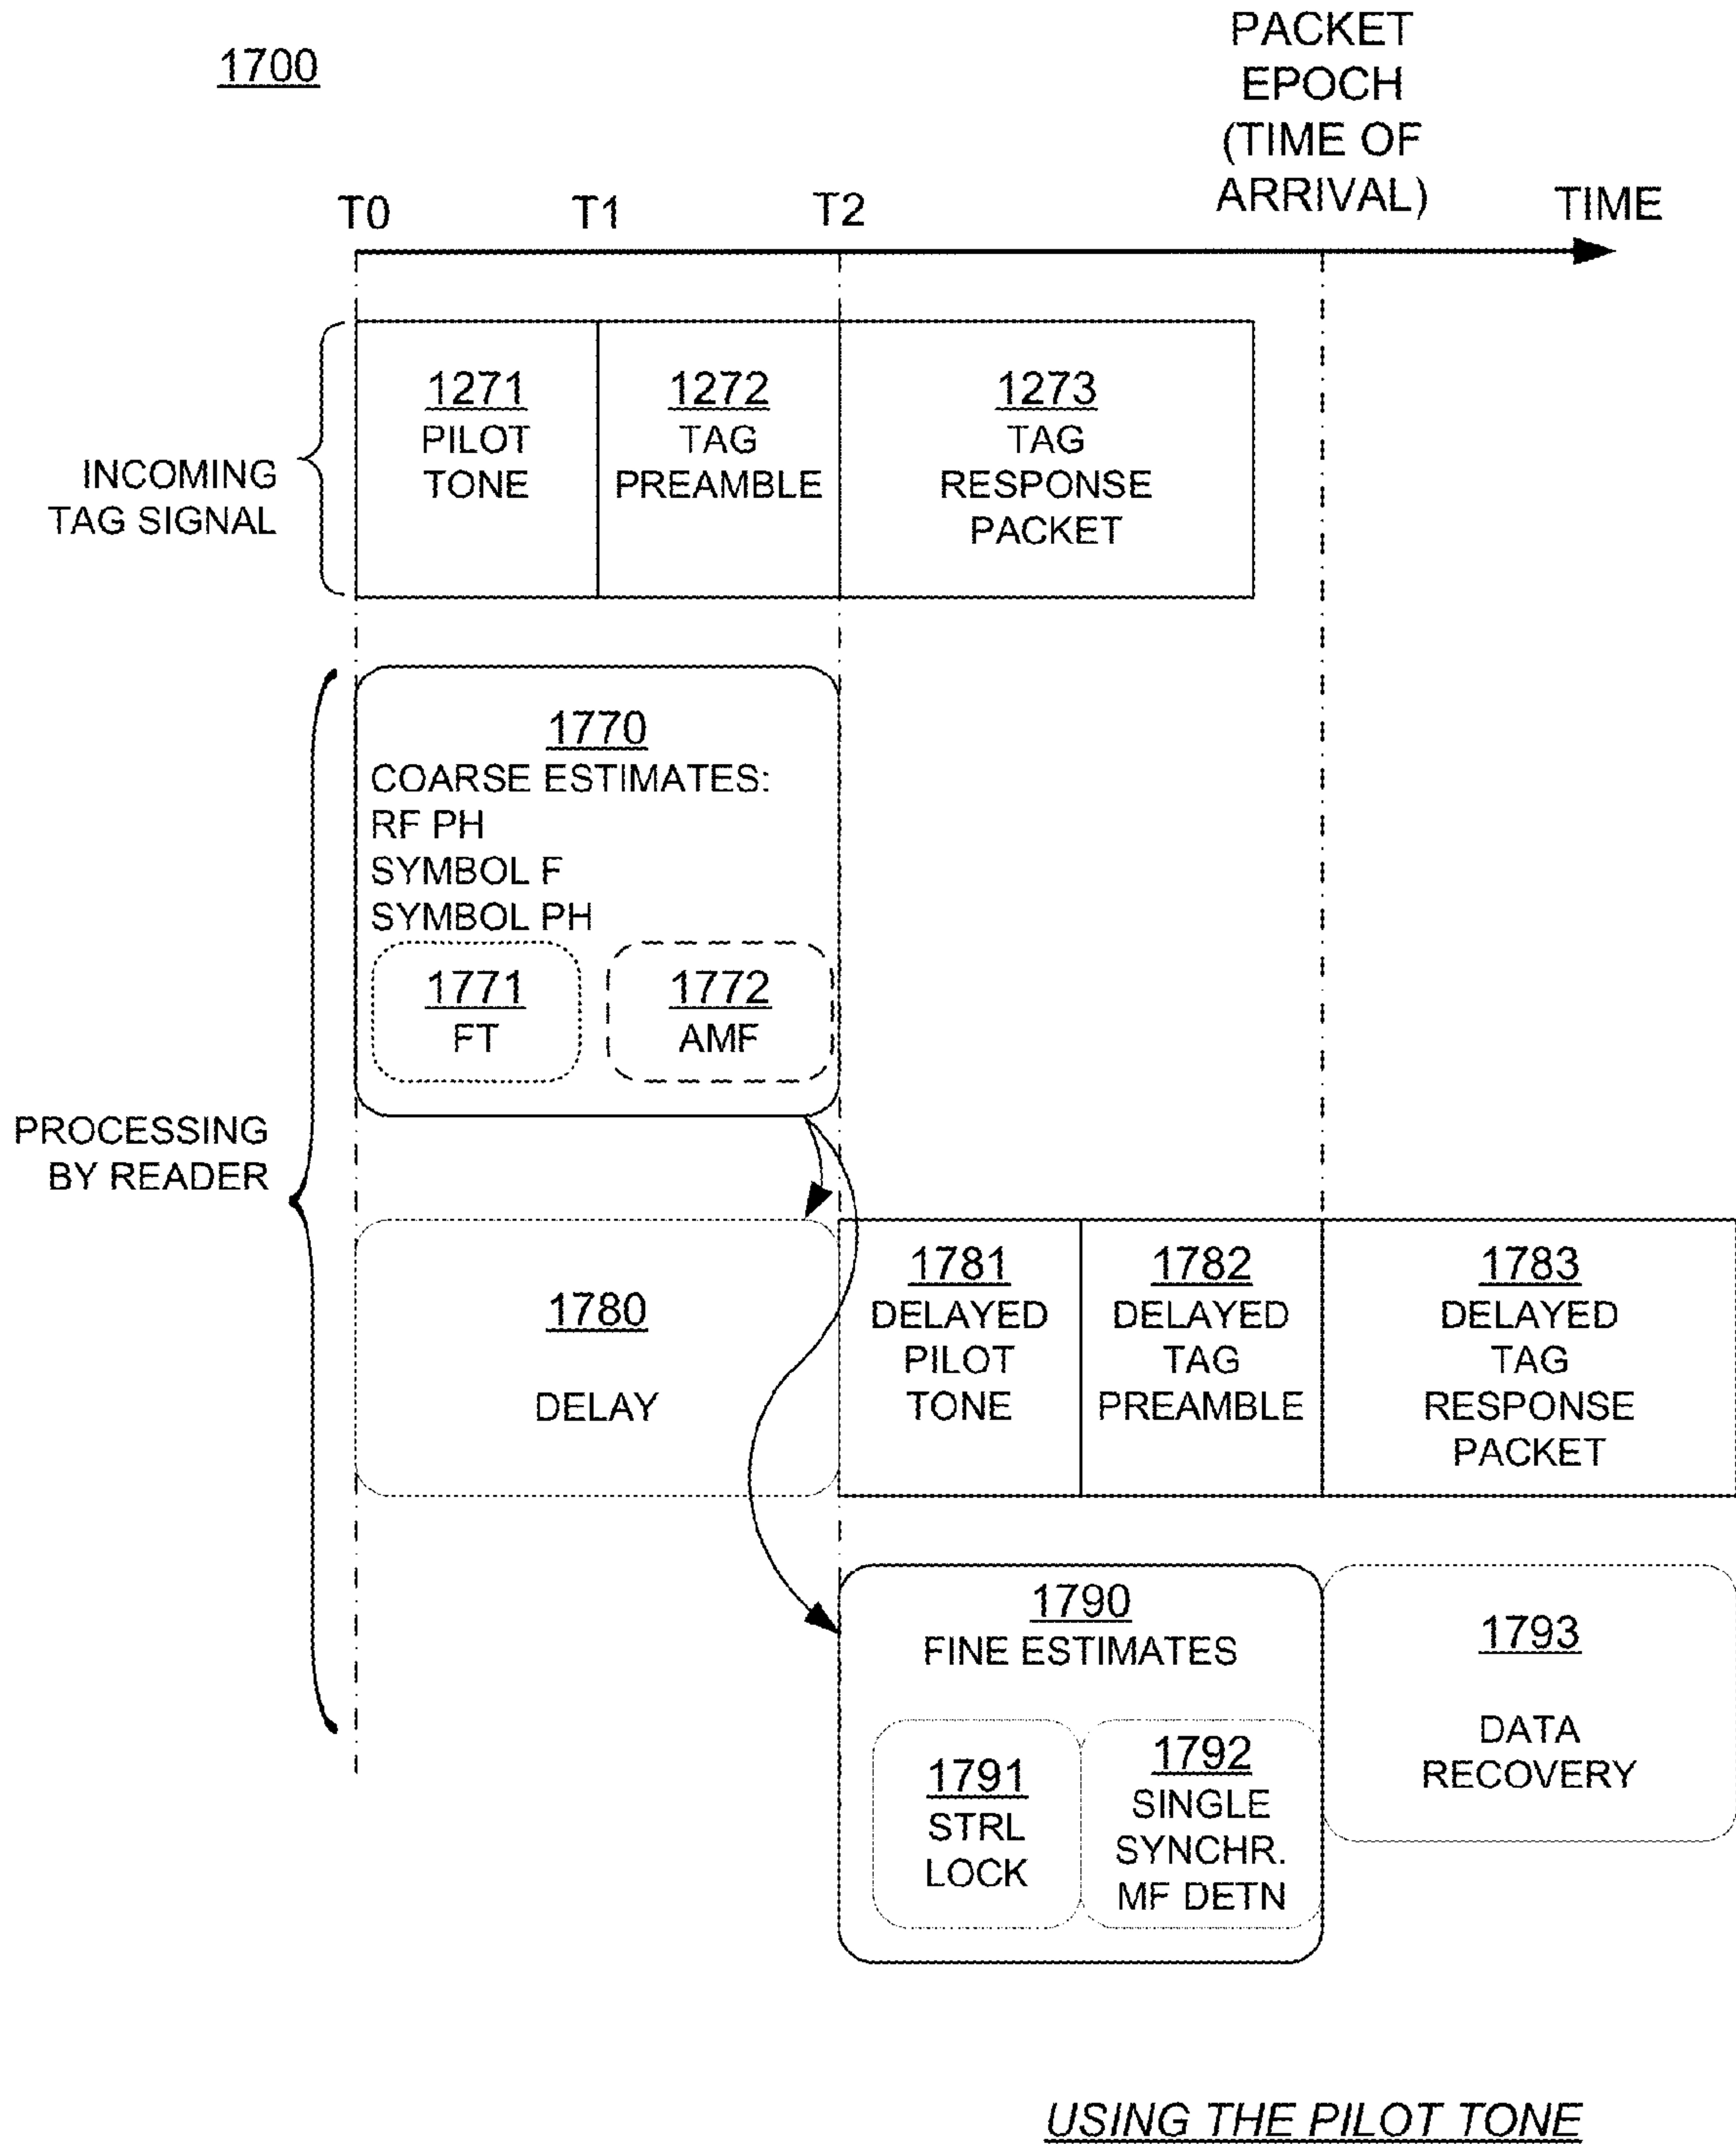 1700
PACKET
EPOCH
(TIME OF
ARRIVAL)
T0
T1
T2
TIME
INCOMING
TAG SIGNAL
1271
PILOT
TONE
1272
TAG
PREAMBLE
1273
TAG
RESPONSE
PACKET
PROCESSING
BY READER
1770
COARSE ESTIMATES:
RF PH
SYMBOL F
SYMBOL PH
1771
FT
1772
AMF
1780
DELAY
1781
DELAYED
PILOT
TONE
1782
DELAYED
TAG
PREAMBLE
1783
DELAYED
TAG
RESPONSE
PACKET
1790
FINE ESTIMATES
1791
STRL
LOCK
1792
SINGLE
SYNCHR.
MF DETN
1793
DATA
RECOVERY
USING THE PILOT TONE